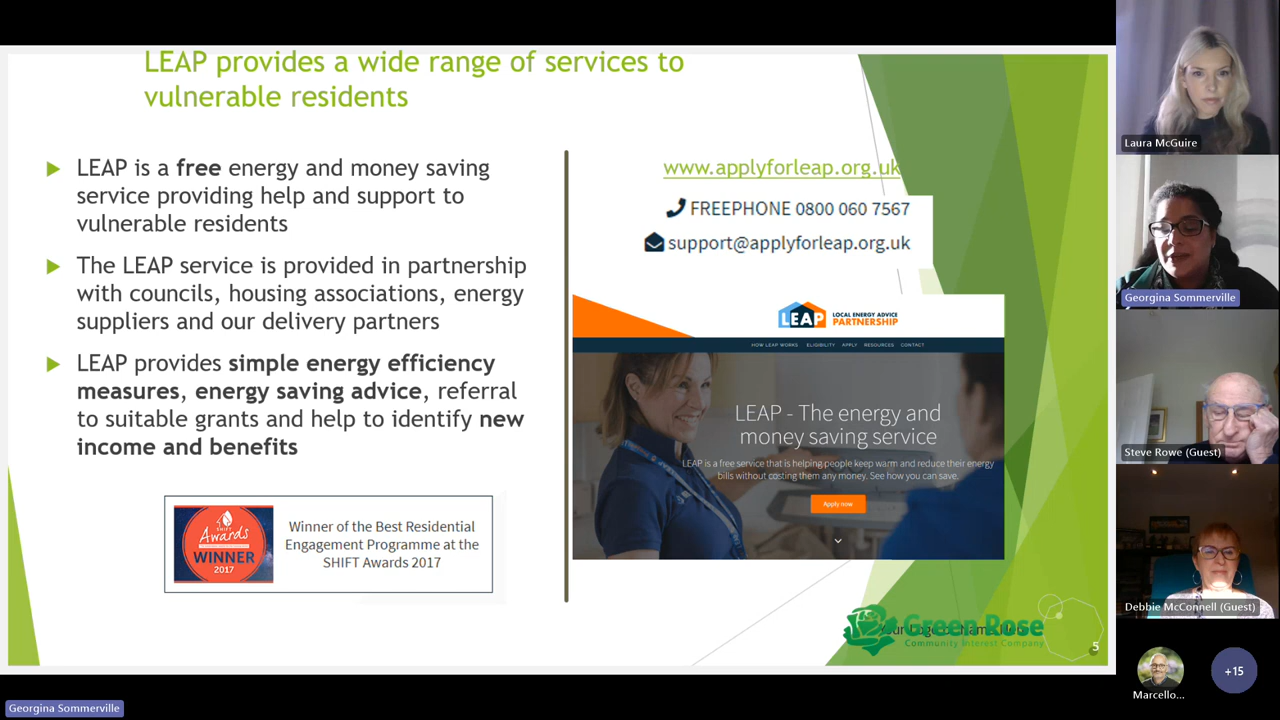 LEAP provides a wide range of services to
vulnerable residents
LEAP is a free energy and money saving
service providing help and support to
vulnerable residents
The LEAP service is provided in partnership
with councils, housing associations, energy
suppliers and our delivery partners
LEAP provides simple energy efficiency
measures, energy saving advice, referral
to suitable grants and help to identify new
income and benefits
SHIFT
Awards
WINNER
2017
Winner of the Best Residential
Engagement Programme at the
SHIFT Awards 2017
www.applyforleap.org.uk
FREEPHONE 0800 060 7567
support@applyforleap.org.uk
LEAP LOCAL ENERGY ADVICE
PARTNERSHIP
HOW LEAP WORKS ELIGIBILITY APPLY RESOURCES CONTACT
LEAP - The energy and
money saving service
LEAP is a free service that is helping people keep warm and reduce their energy
bills without costing them any money. See how you can save.
Apply now
Green Rose
Community Interest Company
5
Laura McGuire
Georgina Sommerville
Steve Rowe (Guest)
Debbie McConnell (Guest)
Marcello...
+15
Georgina Sommerville